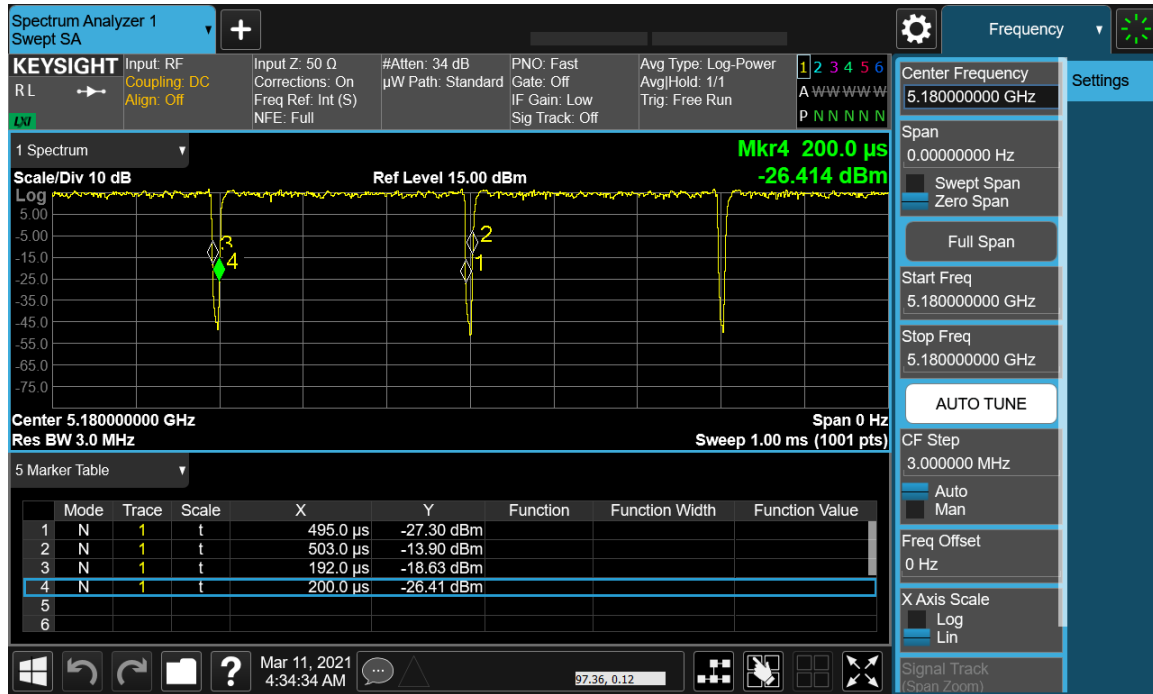 Spectrum Analyzer 1
Swept SA
+
Frequency
KEYSIGHT
R L
LXI
Input: RF
Coupling: DC
Align: Off
Input Z: 50 Ω
Corrections: On
Freq Ref: Int (S)
NFE: Full
#Atten: 34 dB
µW Path: Standard
PNO: Fast
Gate: Off
IF Gain: Low
Sig Track: Off
Avg Type: Log-Power
Avg|Hold: 1/1
Trig: Free Run
1 2 3 4 5 6
A W W W W W
P N N N N N
1 Spectrum
Mkr4 200.0 µs
-26.414 dBm
Scale/Div 10 dB
Ref Level 15.00 dBm
Log
5.00
-5.00
-15.0
-25.0
-35.0
-45.0
-55.0
-65.0
-75.0
3
4
2
1
Center 5.180000000 GHz
Span 0 Hz
Res BW 3.0 MHz
Sweep 1.00 ms (1001 pts)
5 Marker Table
Mode Trace Scale X Y Function Function Width Function Value
1 N 1 t 495.0 µs -27.30 dBm
2 N 1 t 503.0 µs -13.90 dBm
3 N 1 t 192.0 µs -18.63 dBm
4 N 1 t 200.0 µs -26.41 dBm
5
6
?
Mar 11, 2021
4:34:34 AM
97.36, 0.12
Center Frequency
5.180000000 GHz
Settings
Span
0.00000000 Hz
Swept Span
Zero Span
Full Span
Start Freq
5.180000000 GHz
Stop Freq
5.180000000 GHz
AUTO TUNE
CF Step
3.000000 MHz
Auto
Man
Freq Offset
0 Hz
X Axis Scale
Log
Lin
Signal Track
(Span Zoom)